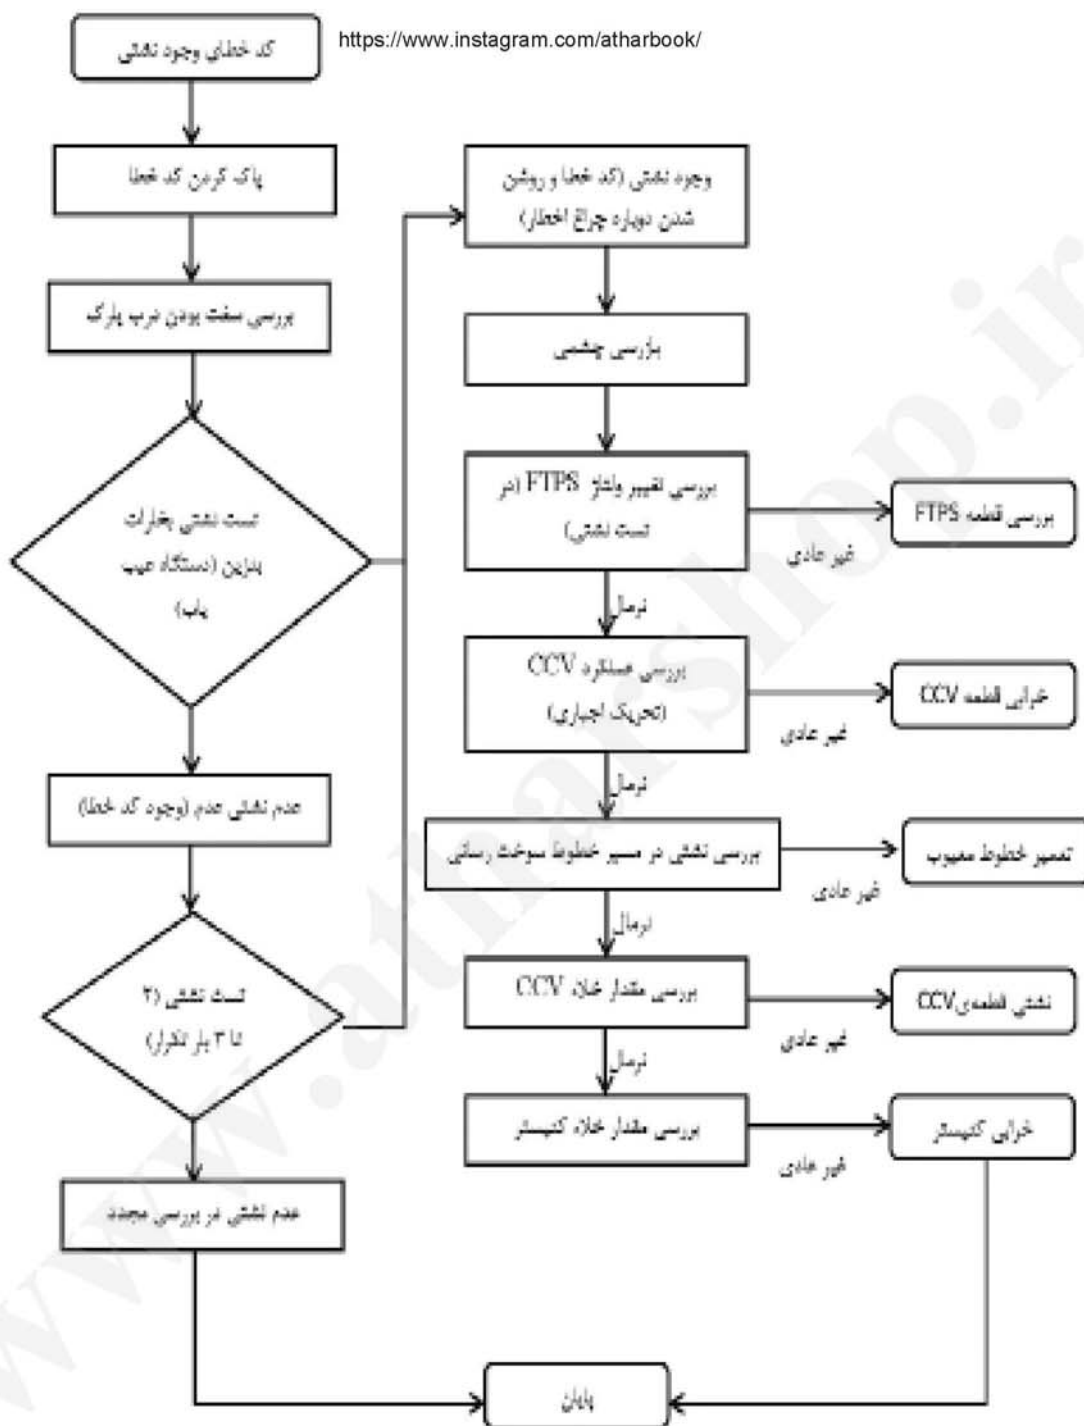 https://www.instagram.com/atharbook/
کد خطای وجود نشتی
پاک کردن کد خطا
بررسی سفت بودن درب باک
تست نشتی بخارات
بنزین (دستگاه عیب
یاب)
عدم نشتی عدم (وجود کد خطا)
تست نشتی (۲
تا ۳ بار تکرار)
عدم نشتی در بررسی مجدد
وجود نشتی (کد خطا و روشن
شدن دوباره چراغ اخطار)
بازرسی چشمی
بررسی تغییر ولتاژ FTPS (در
تست نشتی)
غیر عادی
بررسی قطعه FTPS
نرمال
بررسی عملکرد CCV
(تحریک اجباری)
غیر عادی
خرابی قطعه CCV
نرمال
بررسی نشتی در مسیر خطوط سوخت رسانی
غیر عادی
تعمیر خطوط معیوب
نرمال
بررسی مقدار خلاء CCV
غیر عادی
نشتی قطعه‌ی CCV
نرمال
بررسی مقدار خلاء کنیستر
غیر عادی
خرابی کنیستر
پایان
www.atharshop.ir